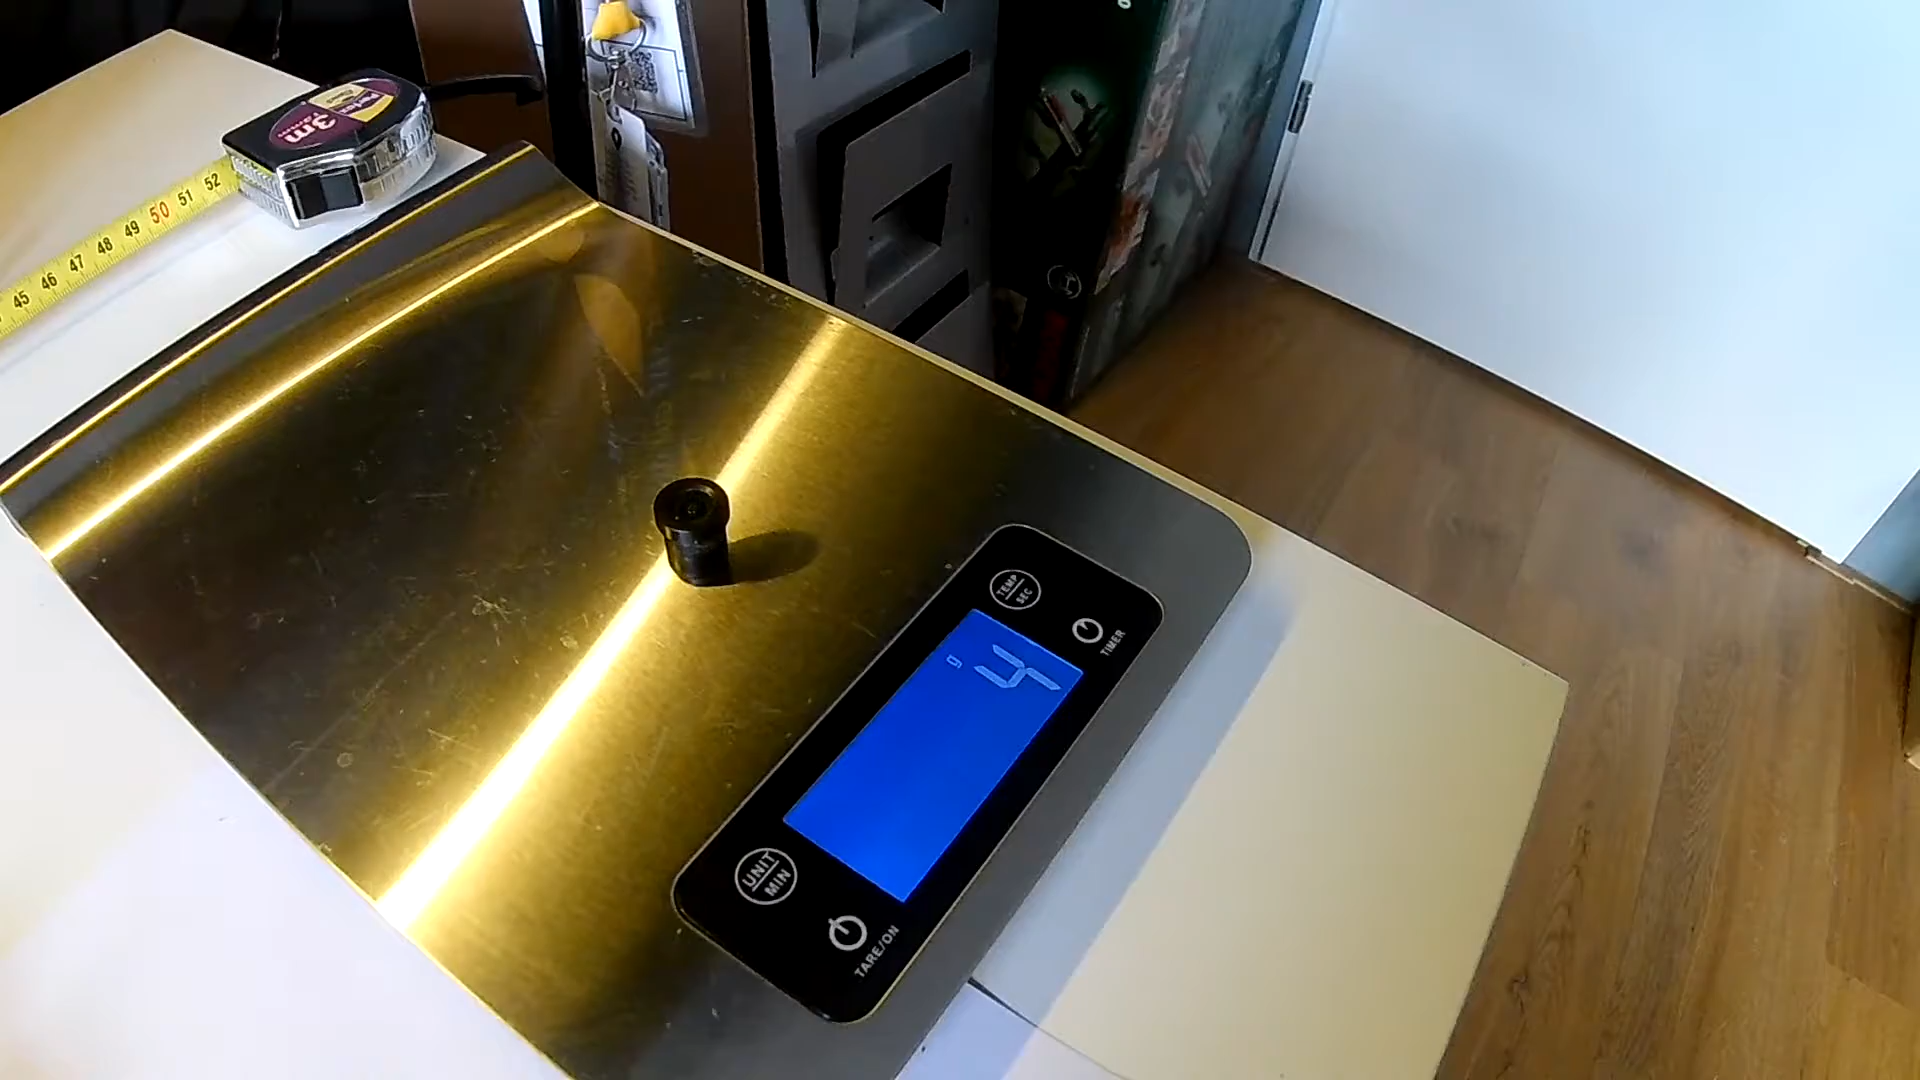 3m
45 46 47 48 49 50 51 52
TEMP
SEC
TIMER
4
g
UNIT
MIN
TARE/ON